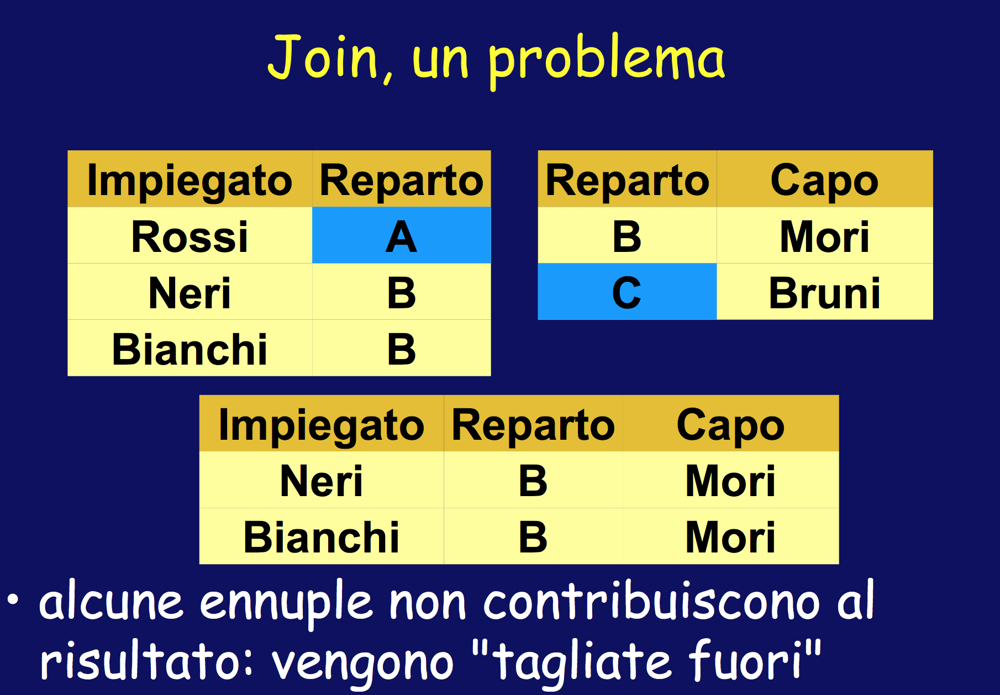 Join, un problema
Impiegato Reparto
Rossi A
Neri B
Bianchi B
Reparto Capo
B Mori
C Bruni
Impiegato Reparto Capo
Neri B Mori
Bianchi B Mori
• alcune ennuple non contribuiscono al
risultato: vengono "tagliate fuori"